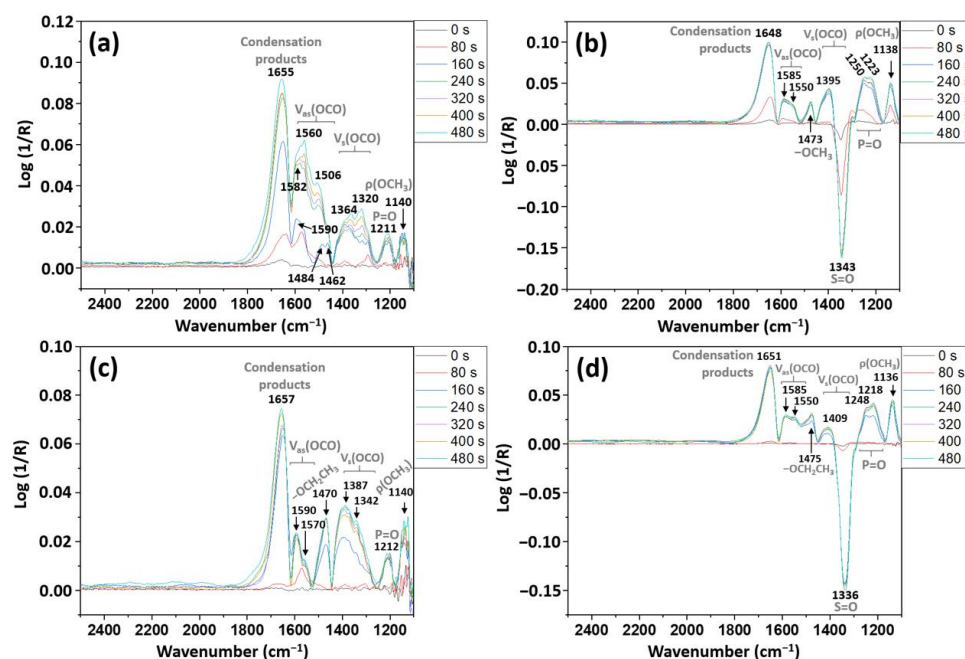 (a)
Condensation
products
1655
Vas(OCO)
1560
Vs(OCO)
1506
1582
1364
1320
ρ(OCH3)
P=O
1140
1211
1590
1484
1462
0.12
0.10
0.08
0.06
0.04
0.02
0.00
Log (1/R)
2400 2200 2000 1800 1600 1400 1200
Wavenumber (cm−1)
0 s
80 s
160 s
240 s
320 s
400 s
480 s
(b)
Condensation
products
1648
Vas(OCO)
1585
1550
Vs(OCO)
1395
1250
1223
ρ(OCH3)
1138
1473
−OCH3
P=O
1343
S=O
0.10
0.05
0.00
0.05
−0.10
−0.15
−0.20
Log (1/R)
2400 2200 2000 1800 1600 1400 1200
Wavenumber (cm−1)
0 s
80 s
160 s
240 s
320 s
400 s
480 s
(c)
Condensation
products
1657
Vas(OCO)
−OCH2CH3
1590
1570
1470
Vs(OCO)
1387
1342
ρ(OCH3)
1140
P=O
1212
0.10
0.08
0.06
0.04
0.02
0.00
Log (1/R)
2400 2200 2000 1800 1600 1400 1200
Wavenumber (cm−1)
0 s
80 s
160 s
240 s
320 s
400 s
480 s
(d)
Condensation
products
1651
Vas(OCO)
1585
1550
Vs(OCO)
1409
1248
1218
ρ(OCH3)
1136
1475
−OCH2CH3
P=O
1336
S=O
0.10
0.05
0.00
−0.05
−0.10
−0.15
Log (1/R)
2400 2200 2000 1800 1600 1400 1200
Wavenumber (cm−1)
0 s
80 s
160
240
320
400
480